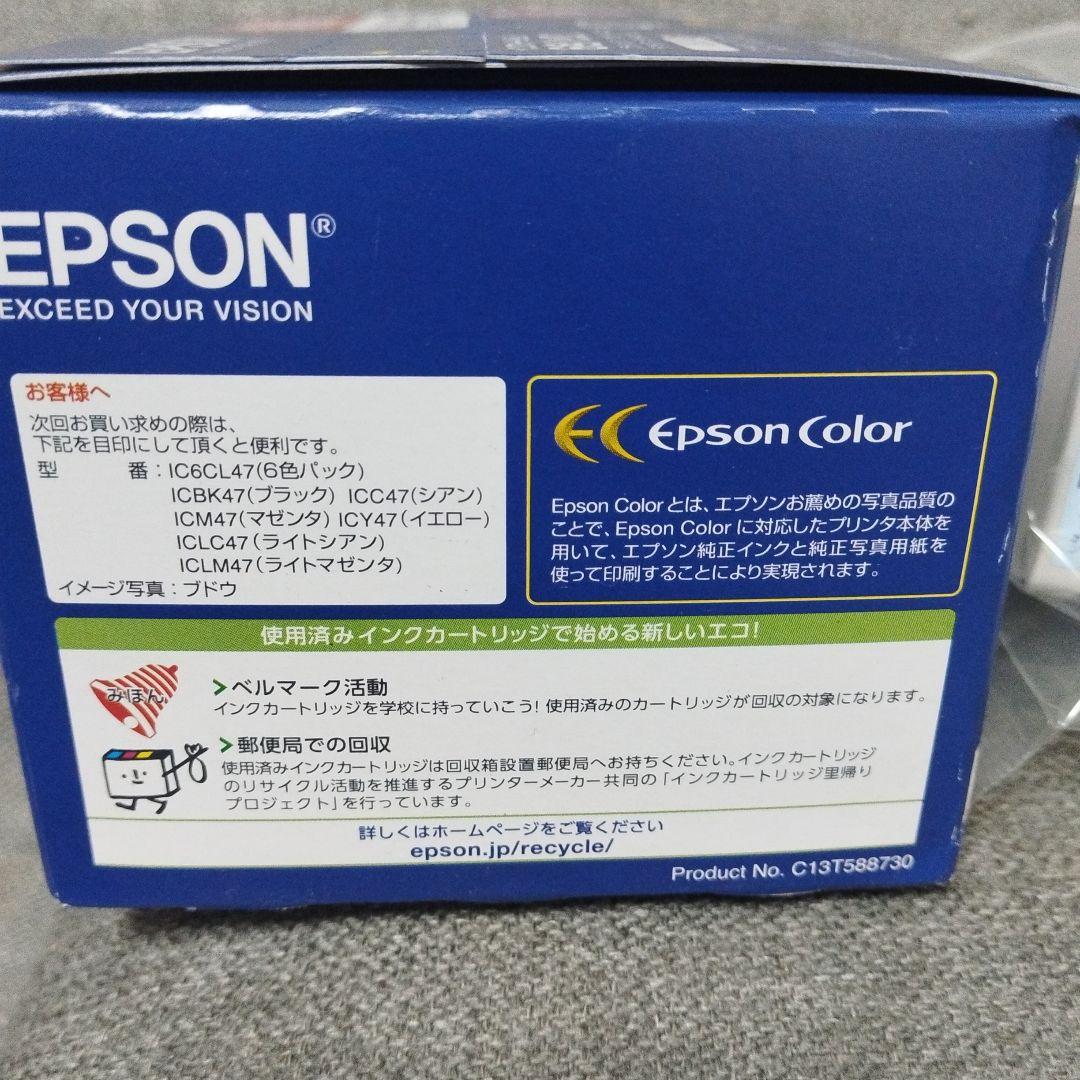 EPSON®
EXCEED YOUR VISION
お客様へ
次回お買い求めの際は、
下記を目印にして頂くと便利です。
型　　　番：IC6CL47(6色パック)
ICBK47(ブラック) ICC47(シアン)
ICM47(マゼンタ) ICY47(イエロー)
ICLC47(ライトシアン)
ICLM47(ライトマゼンタ)
イメージ写真：ブドウ
EC Epson Color
Epson Colorとは、エプソンお薦めの写真品質の
ことで、Epson Colorに対応したプリンタ本体を
用いて、エプソン純正インクと純正写真用紙を
使って印刷することにより実現されます。
使用済みインクカートリッジで始める新しいエコ!
みほん
ベルマーク活動
インクカートリッジを学校に持っていこう! 使用済みのカートリッジが回収の対象になります。
郵便局での回収
使用済みインクカートリッジは回収箱設置郵便局へお持ちください。インクカートリッジ
のリサイクル活動を推進するプリンターメーカー共同の「インクカートリッジ里帰り
プロジェクト」を行っています。
詳しくはホームページをご覧ください
epson.jp/recycle/
Product No. C13T588730